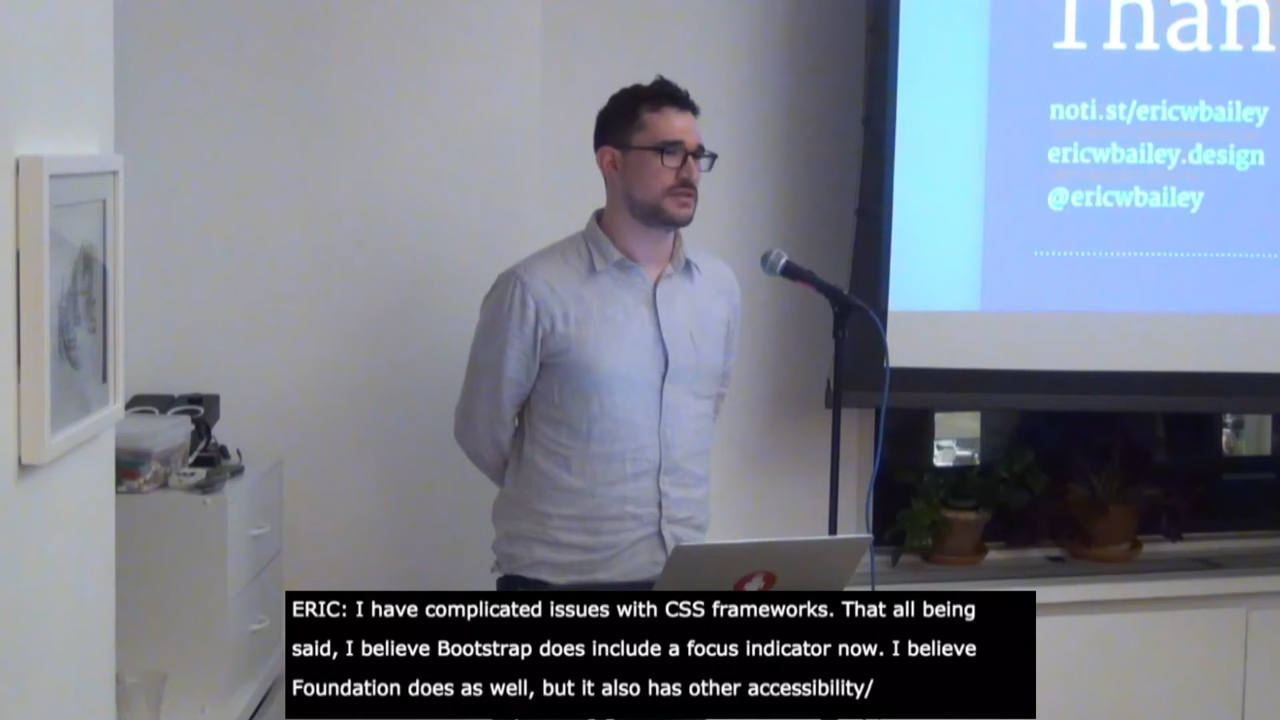 Than
noti.st/ericwbailey
ericwbailey.design
@ericwbailey
ERIC: I have complicated issues with CSS frameworks. That all being
said, I believe Bootstrap does include a focus indicator now. I believe
Foundation does as well, but it also has other accessibility/